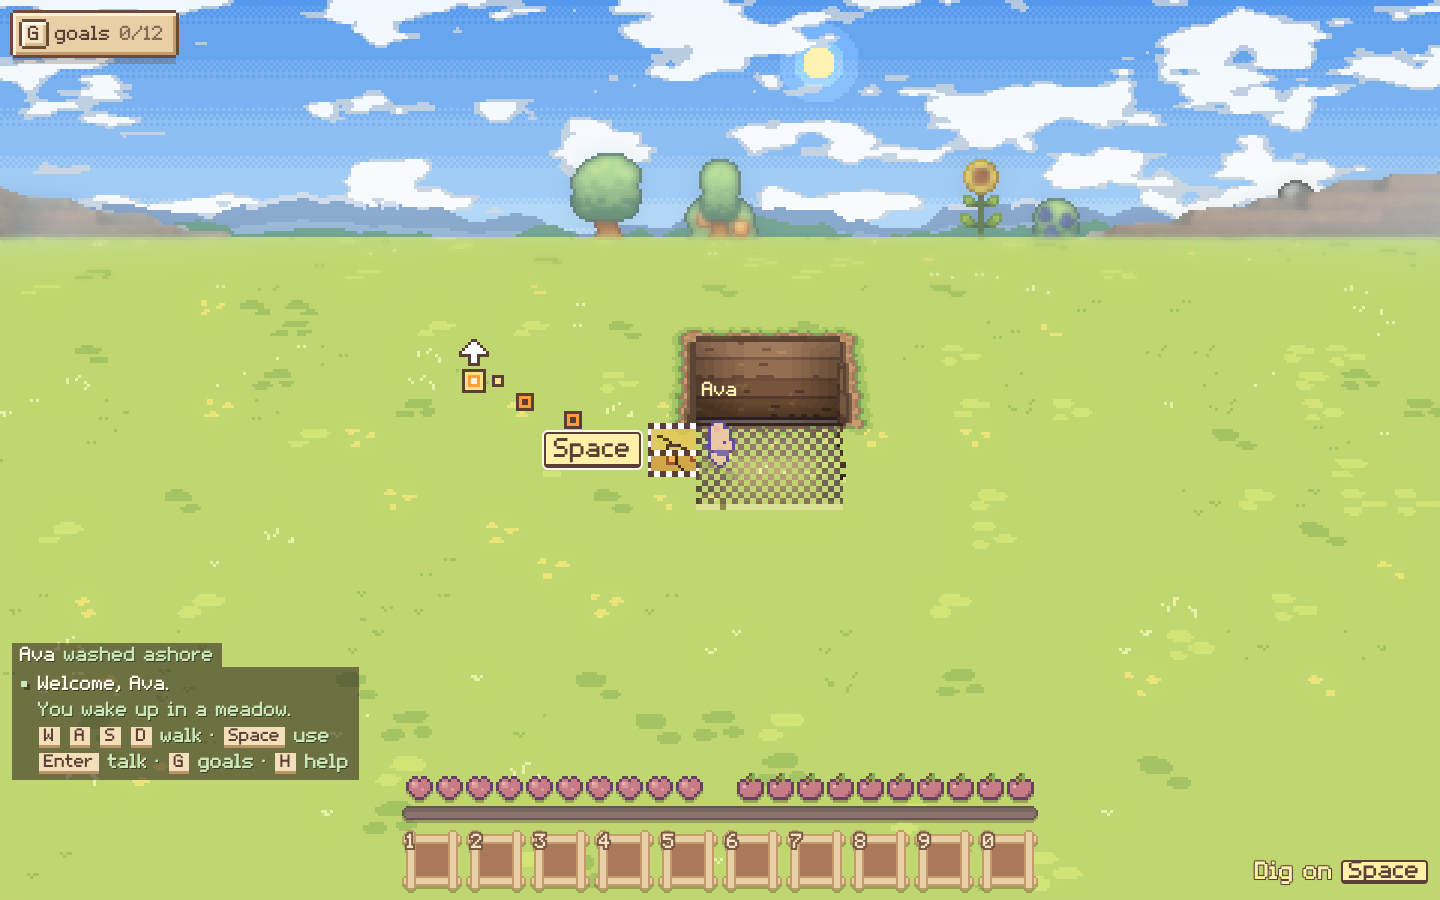 G goals 0/12
Ava
Space
Ava washed ashore
Welcome, Ava.
You wake up in a meadow.
W A S D walk · Space use
Enter talk · G goals · H help
1 2 3 4 5 6 7 8 9 0
Dig on Space